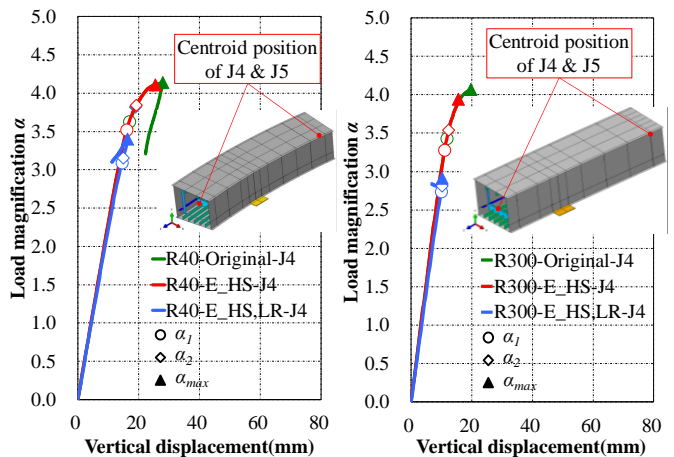 Load magnification α
5.0
4.5
4.0
3.5
3.0
2.5
2.0
1.5
1.0
0.5
0.0
Centroid position
of J4 & J5
R40-Original-J4
R40-E_HS-J4
R40-E_HS,LR-J4
α1
α2
αmax
0 20 40 60 80
Vertical displacement(mm)
Load magnification α
5.0
4.5
4.0
3.5
3.0
2.5
2.0
1.5
1.0
0.5
0.0
Centroid position
of J4 & J5
R300-Original-J4
R300-E_HS-J4
R300-E_HS,LR-J4
α1
α2
αmax
0 20 40 60 80
Vertical displacement(mm)